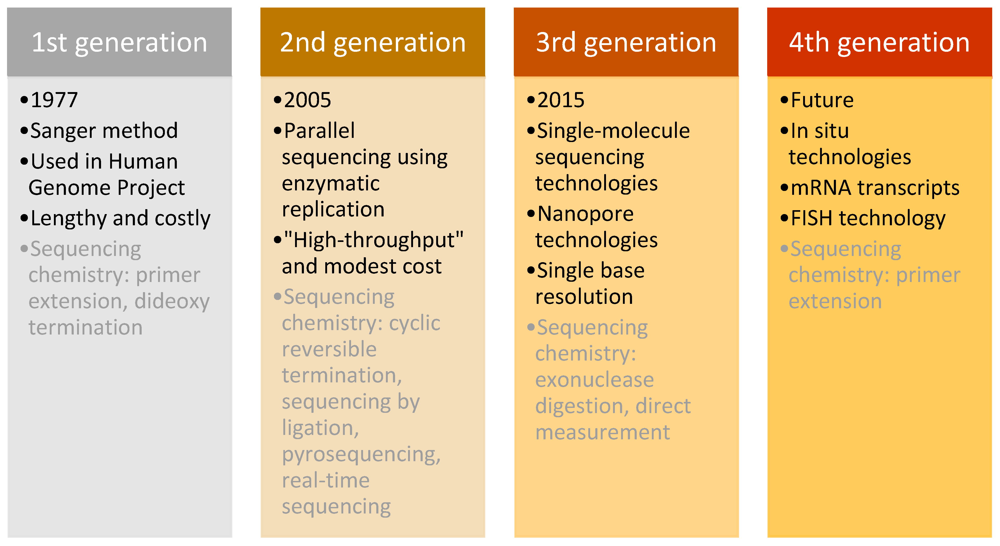 1st generation
•1977
•Sanger method
•Used in Human
Genome Project
•Lengthy and costly
•Sequencing
chemistry: primer
extension, dideoxy
termination
2nd generation
•2005
•Parallel
sequencing using
enzymatic
replication
•"High-throughput"
and modest cost
•Sequencing
chemistry: cyclic
reversible
termination,
sequencing by
ligation,
pyrosequencing,
real-time
sequencing
3rd generation
•2015
•Single-molecule
sequencing
technologies
•Nanopore
technologies
•Single base
resolution
•Sequencing
chemistry:
exonuclease
digestion, direct
measurement
4th generation
•Future
•In situ
technologies
•mRNA transcripts
•FISH technology
•Sequencing
chemistry: primer
extension